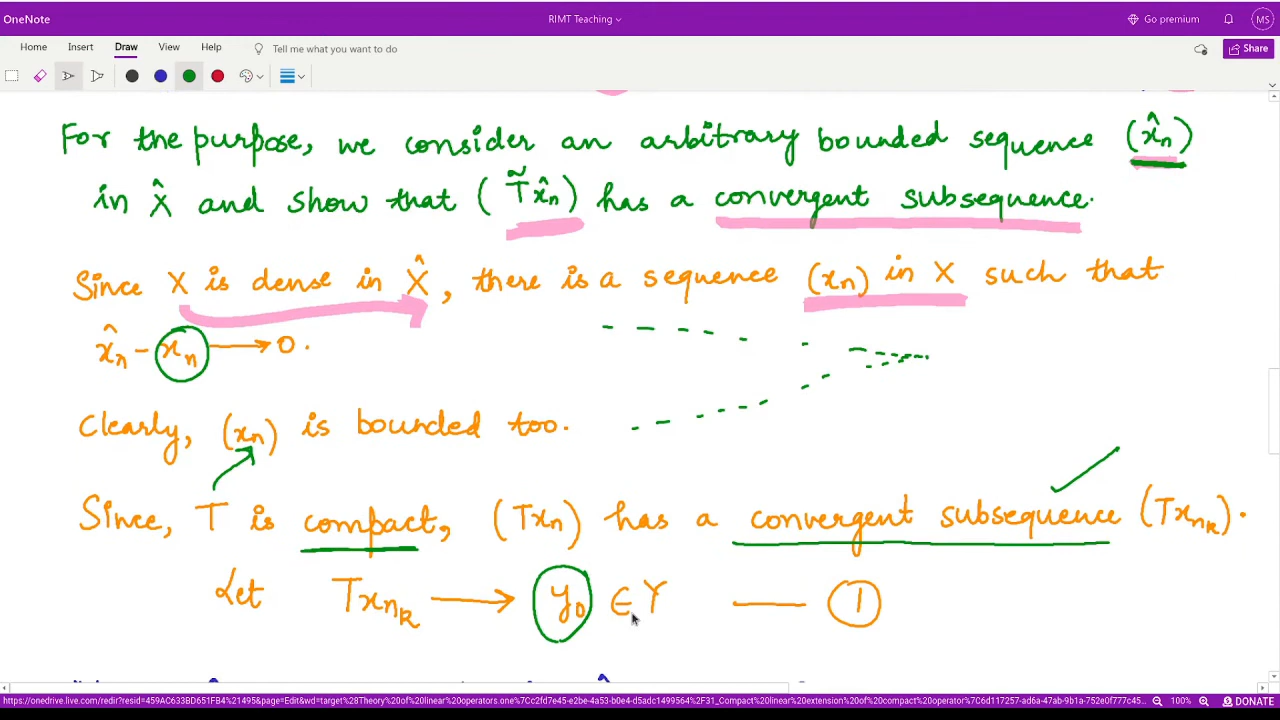 OneNote
RIMT Teaching
Go premium
MS
Home Insert Draw View Help Tell me what you want to do
Share
For the purpose, we consider an arbitrary bounded sequence (x̂ₙ)
in X̂ and show that (T̃x̂ₙ) has a convergent subsequence.
Since X is dense in X̂, there is a sequence (xₙ) in X such that
x̂ₙ - xₙ → 0.
Clearly, (xₙ) is bounded too.
Since, T is compact, (Txₙ) has a convergent subsequence (Txₙₖ).
Let Txₙₖ → y₀ ∈ Y — ①
100%
DONATE